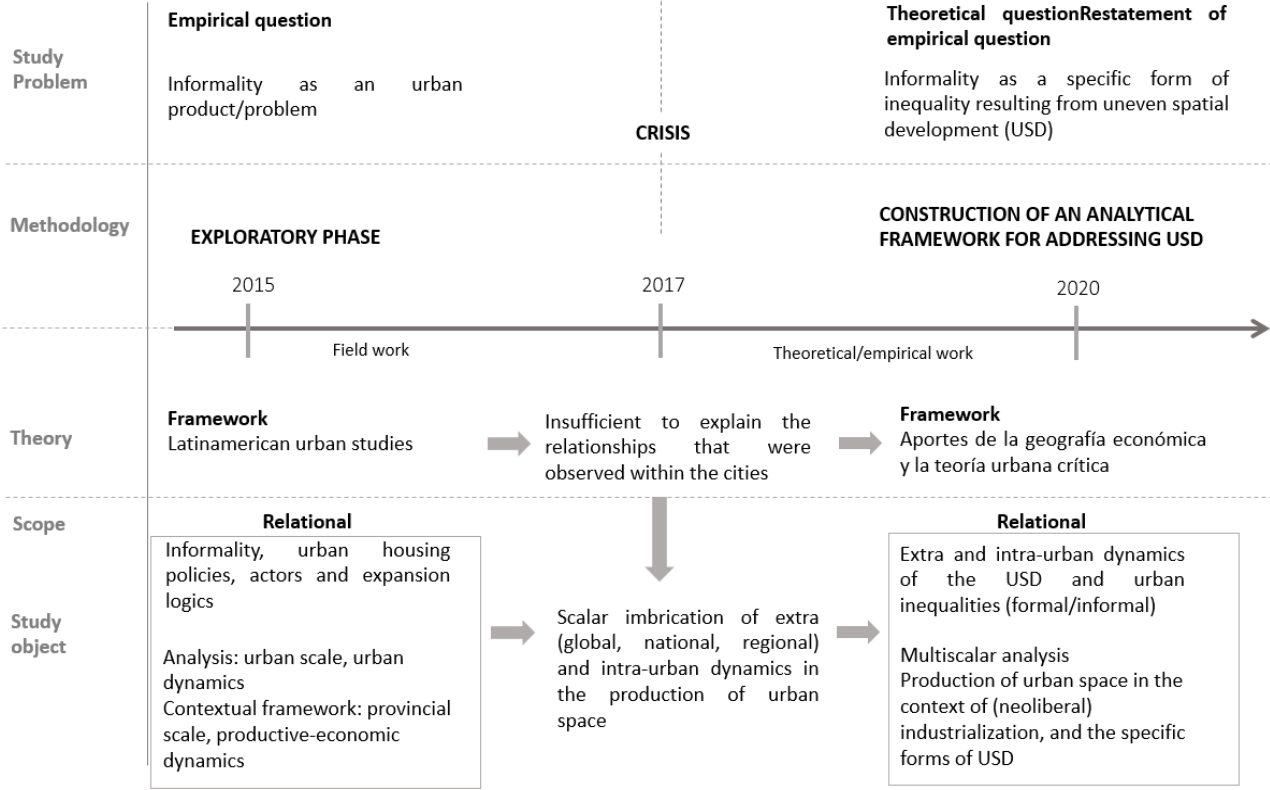 Study
Problem
Empirical question
Informality as an urban
product/problem
CRISIS
Theoretical questionRestatement of
empirical question
Informality as a specific form of
inequality resulting from uneven spatial
development (USD)
Methodology
EXPLORATORY PHASE
CONSTRUCTION OF AN ANALYTICAL
FRAMEWORK FOR ADDRESSING USD
2015
2017
2020
Field work
Theoretical/empirical work
Theory
Framework
Latinamerican urban studies
Insufficient to explain the
relationships that were
observed within the cities
Framework
Aportes de la geografía económica
y la teoría urbana crítica
Scope
Relational
Relational
Study
object
Informality, urban housing
policies, actors and expansion
logics
Analysis: urban scale, urban
dynamics
Contextual framework: provincial
scale, productive-economic
dynamics
Scalar imbrication of extra
(global, national, regional)
and intra-urban dynamics in
the production of urban
space
Extra and intra-urban dynamics
of the USD and urban
inequalities (formal/informal)
Multiscalar analysis
Production of urban space in the
context of (neoliberal)
industrialization, and the specific
forms of USD